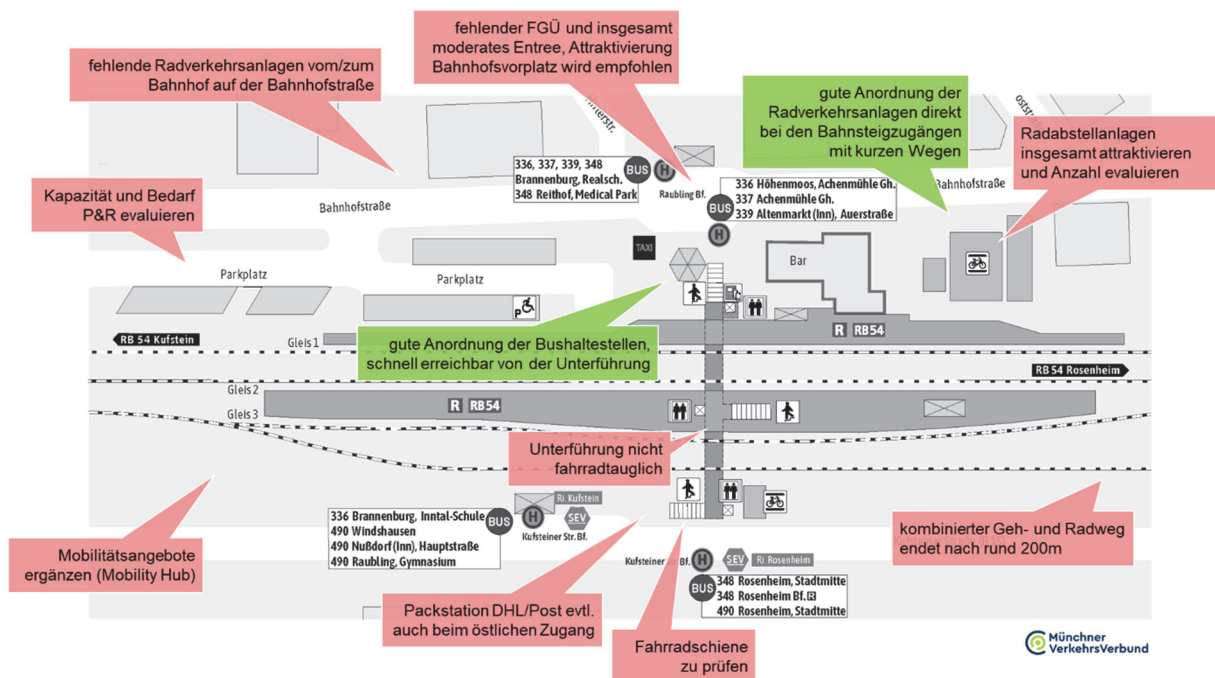 fehlender FGÜ und insgesamt
moderates Entree, Attraktivierung
Bahnhofsvorplatz wird empfohlen
fehlende Radverkehrsanlagen vom/zum
Bahnhof auf der Bahnhofstraße
gute Anordnung der
Radverkehrsanlagen direkt
bei den Bahnsteigzugängen
mit kurzen Wegen
Radabstellanlagen
insgesamt attraktivieren
und Anzahl evaluieren
336, 337, 339, 348
Brannenburg, Realsch.
348 Reithof, Medical Park
BUS
H
Raubling Bf.
336 Höhenmoos, Achenmühle Gh.
337 Achenmühle Gh.
339 Altenmarkt (Inn), Auerstraße
BUS
H
Bahnhofstraße
Kapazität und Bedarf
P&R evaluieren
Bahnhofstraße
TAXI
Bar
Parkplatz
Parkplatz
P
R RB54
RB 54 Kufstein
Gleis 1
gute Anordnung der Bushaltestellen,
schnell erreichbar von der Unterführung
RB 54 Rosenheim
Gleis 2
Gleis 3
R RB54
Unterführung nicht
fahrradtauglich
336 Brannenburg, Inntal-Schule
490 Windshausen
490 Nußdorf (Inn), Hauptstraße
490 Raubling, Gymnasium
BUS
H
Ri. Kufstein
SEV
Kufsteiner Str. Bf.
kombinierter Geh- und Radweg
endet nach rund 200m
Mobilitätsangebote
ergänzen (Mobility Hub)
Kufsteiner
Bf.
H
SEV
Ri. Rosenheim
BUS
348 Rosenheim, Stadtmitte
348 Rosenheim Bf.
490 Rosenheim, Stadtmitte
Packstation DHL/Post evtl.
auch beim östlichen Zugang
Fahrradschiene
zu prüfen
Münchner
VerkehrsVerbund